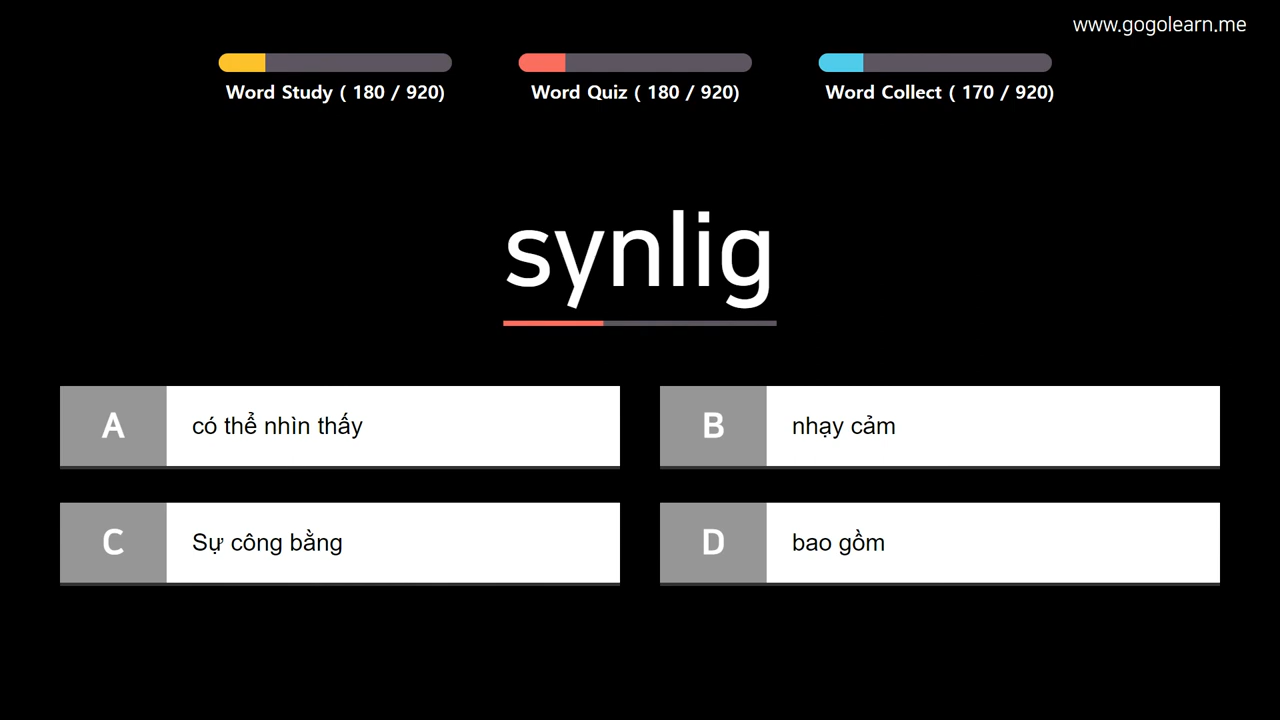 www.gogolearn.me
Word Study ( 180 / 920)
Word Quiz ( 180 / 920)
Word Collect ( 170 / 920)
synlig
A có thể nhìn thấy
B nhạy cảm
C Sự công bằng
D bao gồm